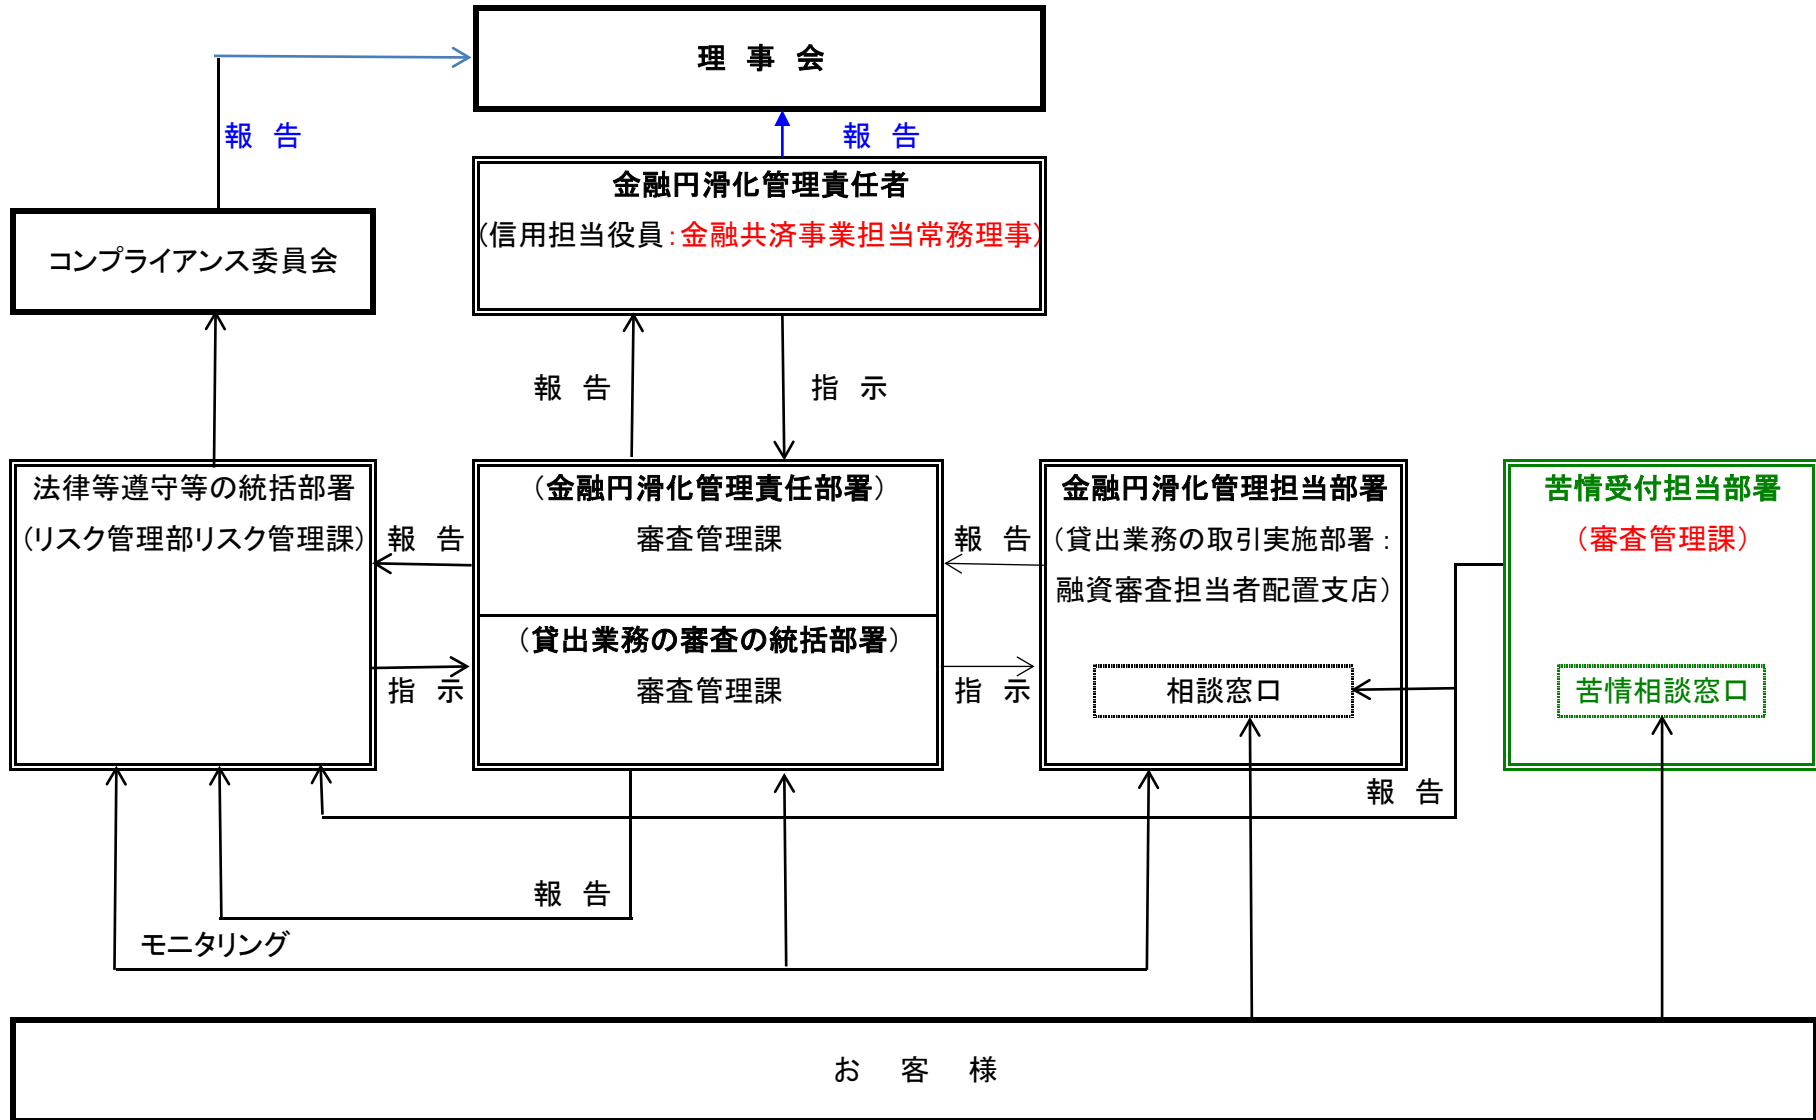 理 事 会
報 告
報 告
金融円滑化管理責任者
（信用担当役員：金融共済事業担当常務理事）
コンプライアンス委員会
報 告
指 示
法律等遵守等の統括部署
（リスク管理部リスク管理課）
報 告
指 示
（金融円滑化管理責任部署）
審査管理課
（貸出業務の審査の統括部署）
審査管理課
報 告
指 示
金融円滑化管理担当部署
（貸出業務の取引実施部署：
融資審査担当者配置支店）
相談窓口
苦情受付担当部署
（審査管理課）
苦情相談窓口
報 告
報 告
モニタリング
お 客 様